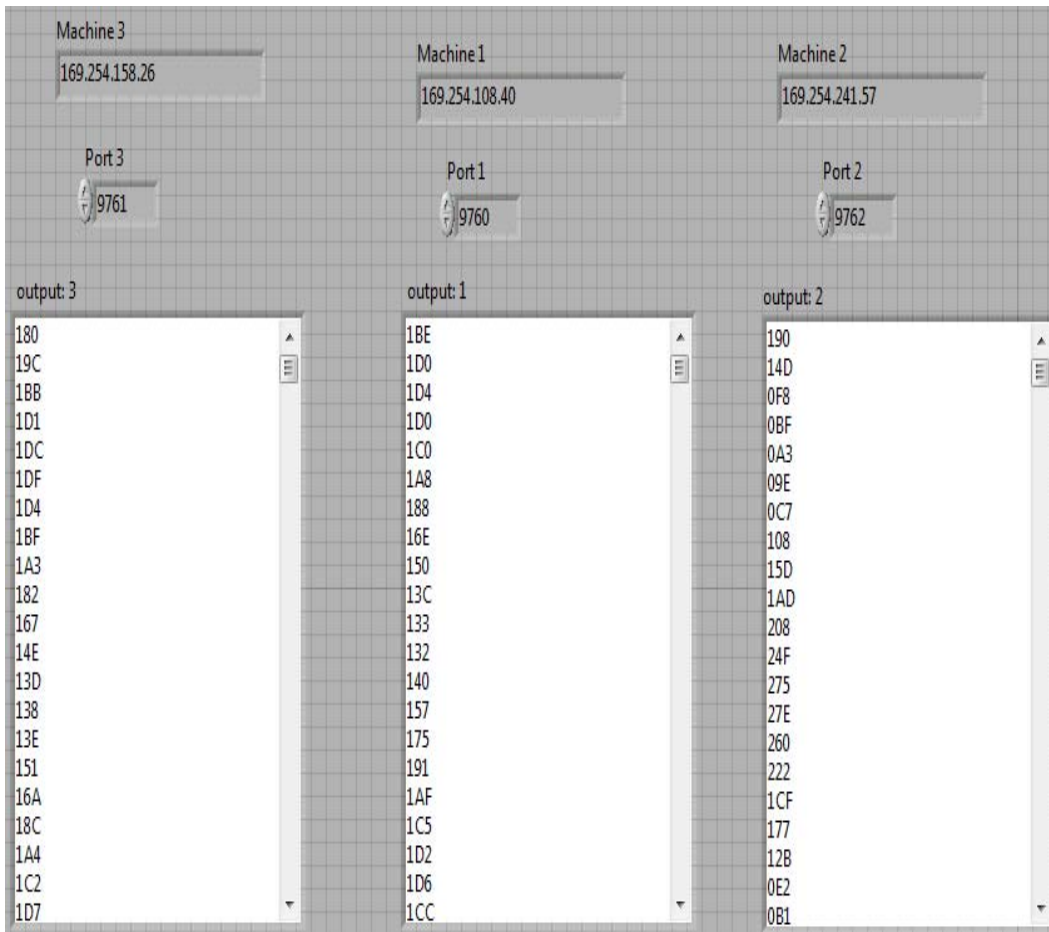 Machine 3
169.254.158.26
Port 3
9761
output: 3
180
19C
1BB
1D1
1DC
1DF
1D4
1BF
1A3
182
167
14E
13D
138
13E
151
16A
18C
1A4
1C2
1D7
Machine 1
169.254.108.40
Port 1
9760
output: 1
1BE
1D0
1D4
1D0
1C0
1A8
188
16E
150
13C
133
132
140
157
175
191
1AF
1C5
1D2
1D6
1CC
Machine 2
169.254.241.57
Port 2
9762
output: 2
190
14D
0F8
0BF
0A3
09E
0C7
108
15D
1AD
208
24F
275
27E
260
222
1CF
177
12B
0E2
0B1